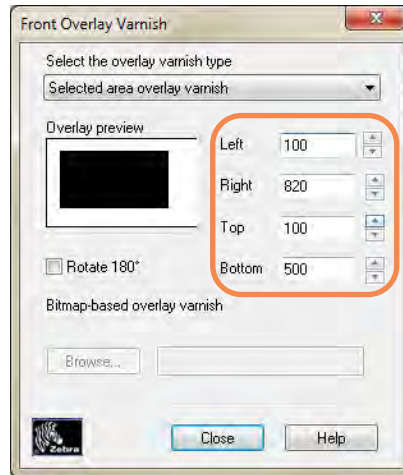 Front Overlay Varnish
Select the overlay varnish type
Selected area overlay varnish
Overlay preview
Left 100
Right 820
Top 100
Rotate 180°
Bottom 500
Bitmap-based overlay varnish
Browse...
Zebra
Close
Help